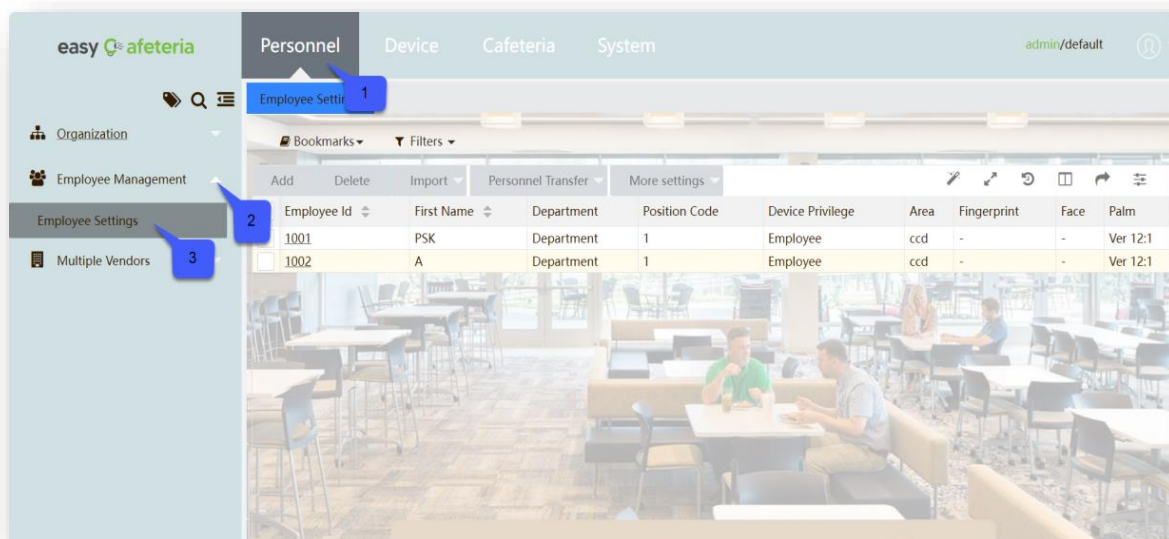 easy Cafeteria
Personnel Device Cafeteria System
admin/default
1
Employee Settin
Organization
Bookmarks Filters
Employee Management
Add Delete Import Personnel Transfer More settings
2
Employee Settings
Employee Id First Name Department Position Code Device Privilege Area Fingerprint Face Palm
1001 PSK Department 1 Employee ccd - - Ver 12:1
3
Multiple Vendors
1002 A Department 1 Employee ccd - - Ver 12:1